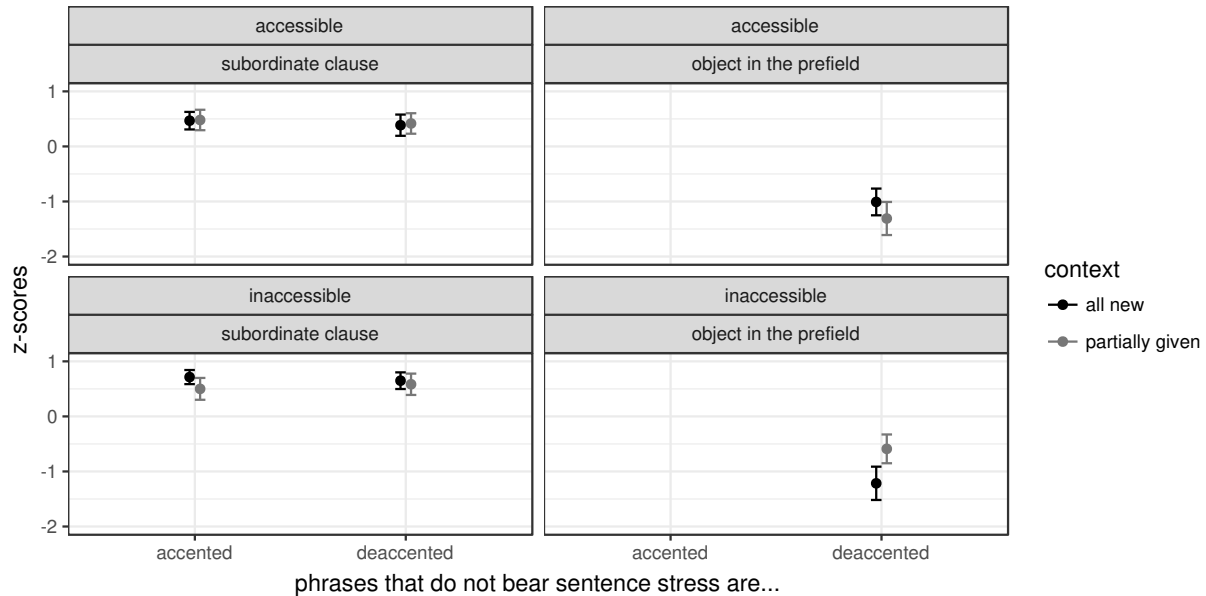 accessible
accessible
subordinate clause
object in the prefield
1
0
-1
-2
inaccessible
inaccessible
subordinate clause
object in the prefield
1
0
-1
-2
z-scores
accented
deaccented
accented
deaccented
phrases that do not bear sentence stress are...
context
all new
partially given